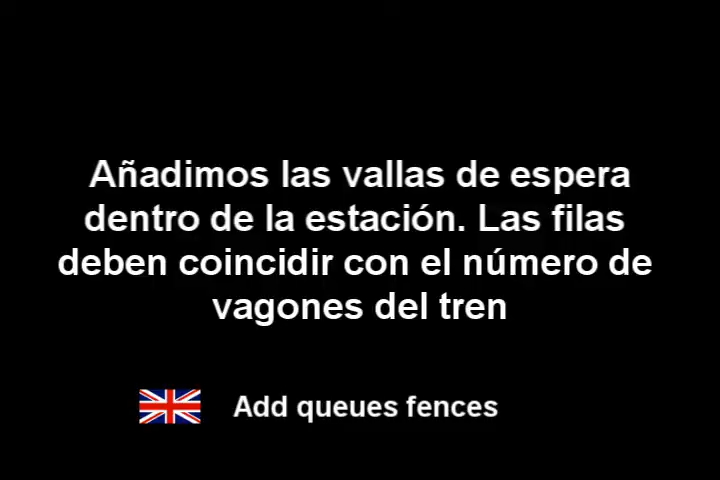 Añadimos las vallas de espera
dentro de la estación. Las filas
deben coincidir con el número de
vagones del tren
Add queues fences